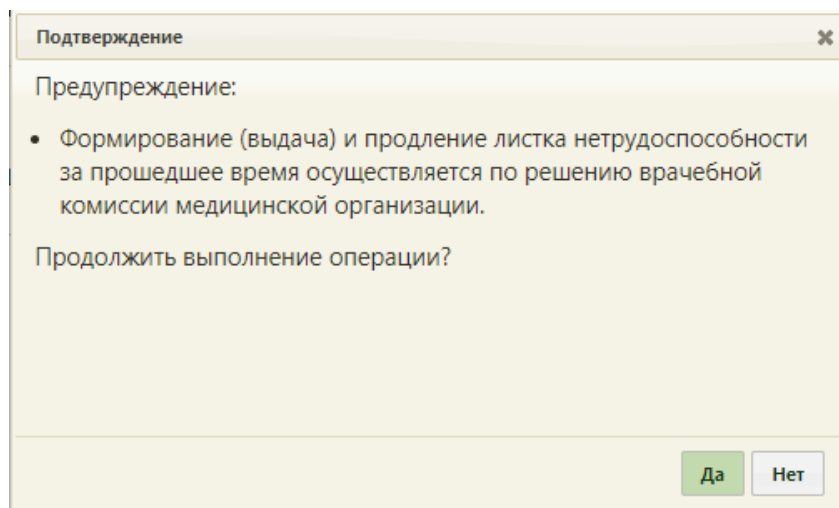 Подтверждение
Предупреждение:
• Формирование (выдача) и продление листка нетрудоспособности
за прошедшее время осуществляется по решению врачебной
комиссии медицинской организации.
Продолжить выполнение операции?
Да Нет